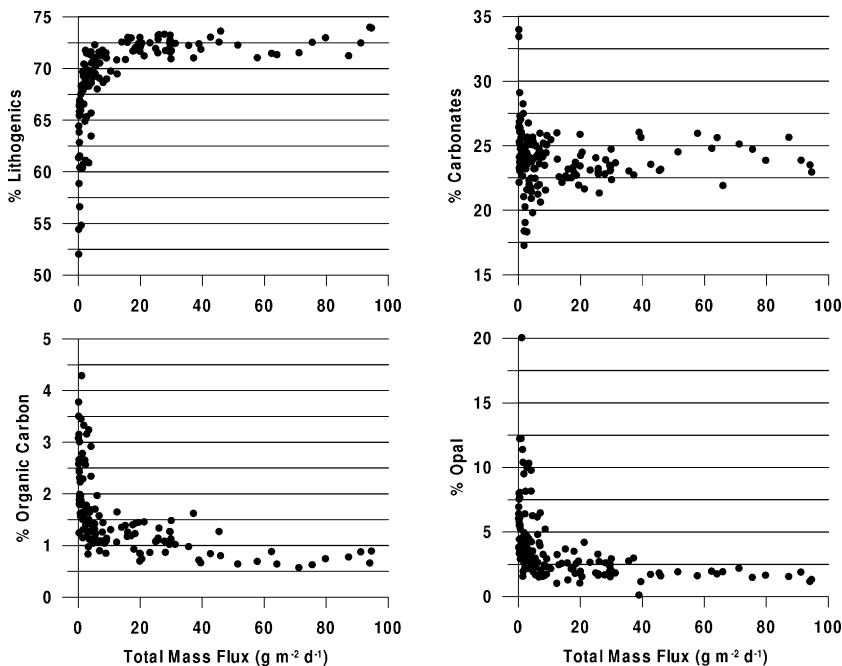 75
70
65
60
55
50
% Lithogenics
0 20 40 60 80 100
35
30
25
20
15
% Carbonates
0 20 40 60 80 100
5
4
3
2
1
0
% Organic Carbon
0 20 40 60 80 100
Total Mass Flux (g m⁻² d⁻¹)
20
15
10
5
0
% Opal
0 20 40 60 80 100
Total Mass Flux (g m⁻² d⁻¹)